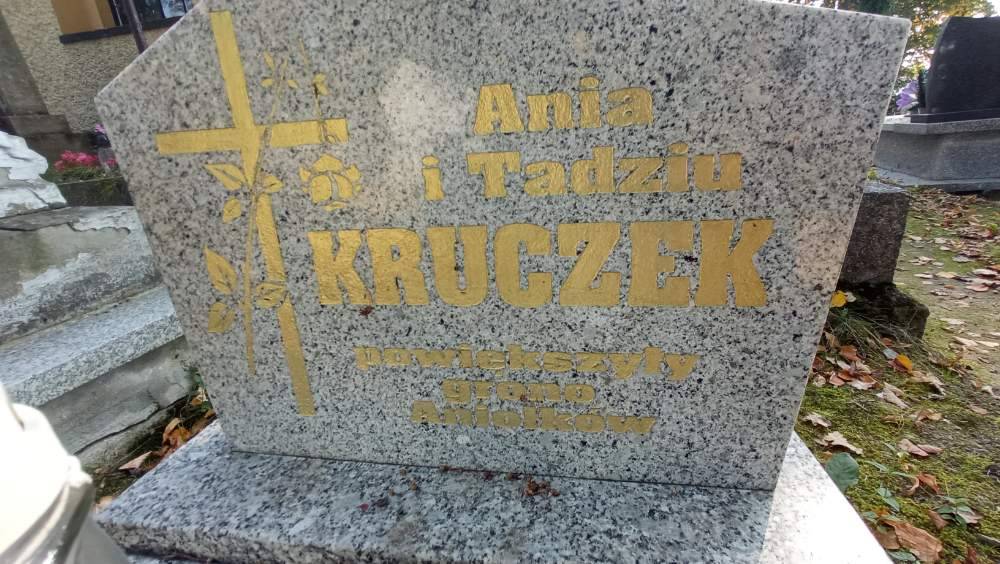 Ania
i Tadziu
KRUCZEK
powiększyły
grono
Aniołków